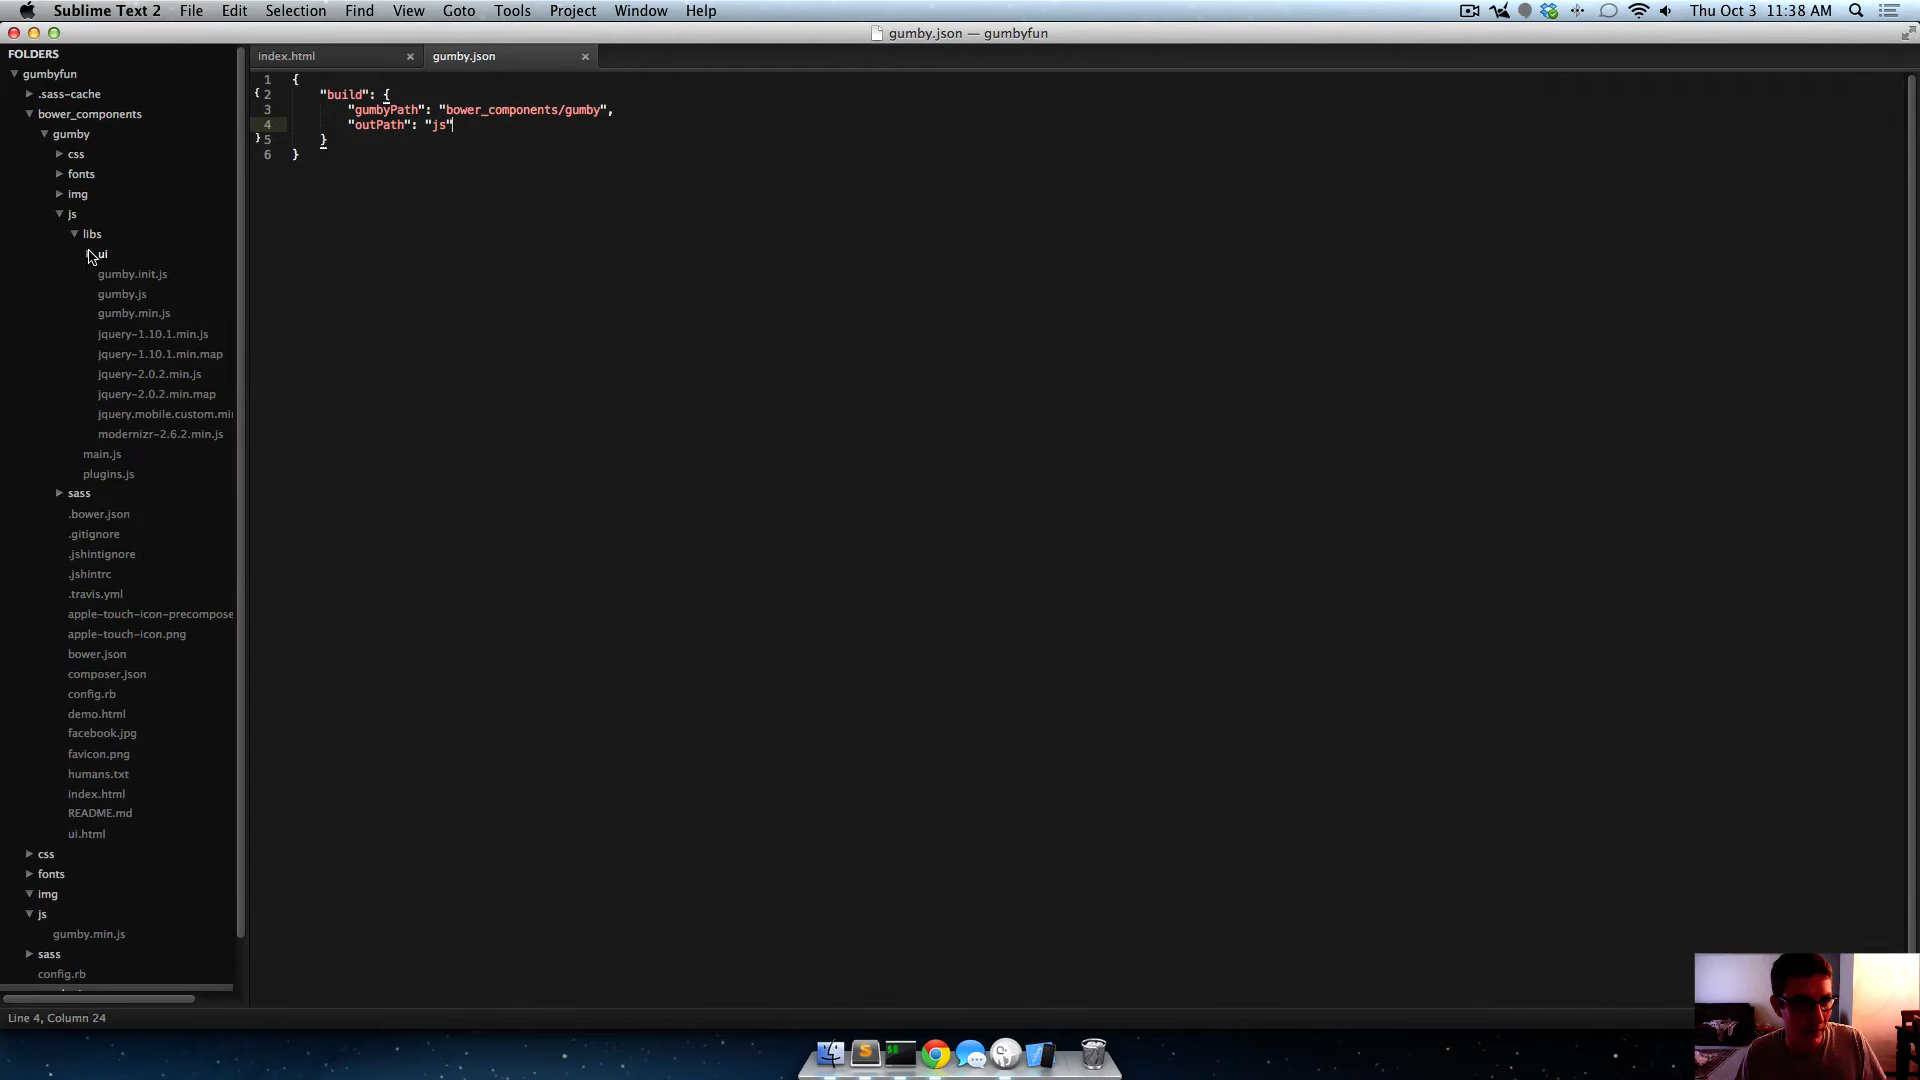 Sublime Text 2 File Edit Selection Find View Goto Tools Project Window Help Thu Oct 3 11:38 AM
gumby.json — gumbyfun
FOLDERS
gumbyfun
.sass-cache
bower_components
gumby
css
fonts
img
js
libs
ui
gumby.init.js
gumby.js
gumby.min.js
jquery-1.10.1.min.js
jquery-1.10.1.min.map
jquery-2.0.2.min.js
jquery-2.0.2.min.map
jquery.mobile.custom.mi
modernizr-2.6.2.min.js
main.js
plugins.js
sass
.bower.json
.gitignore
.jshintignore
.jshintrc
.travis.yml
apple-touch-icon-precompose
apple-touch-icon.png
bower.json
composer.json
config.rb
demo.html
facebook.jpg
favicon.png
humans.txt
index.html
README.md
ui.html
css
fonts
img
js
gumby.min.js
sass
config.rb
index.html × gumby.json ×
1 {
2 "build": {
3 "gumbyPath": "bower_components/gumby",
4 "outPath": "js"
5 }
6 }
Line 4, Column 24